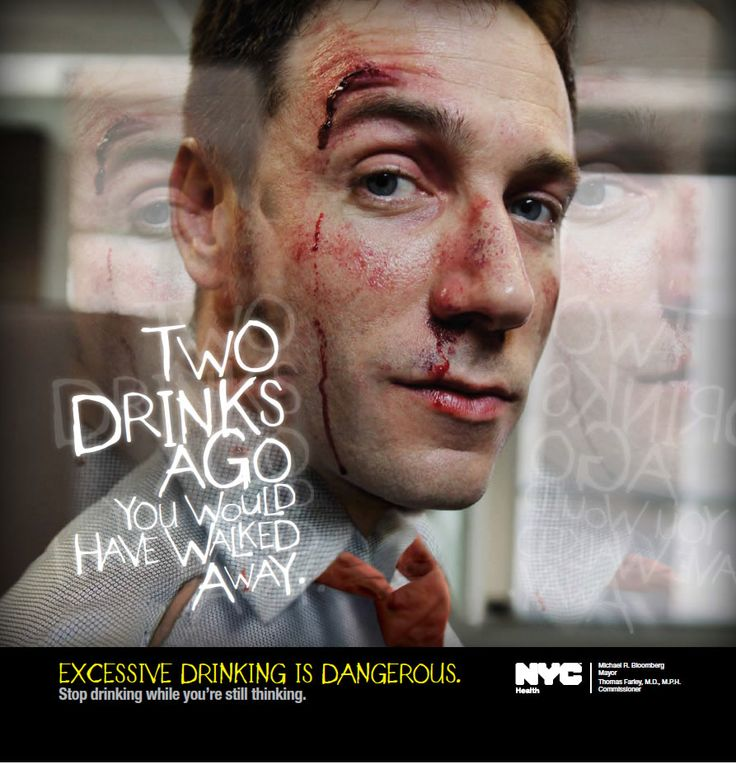 TWO
DRINKS
AGO
YOU WOULD
HAVE WALKED
AWAY.
EXCESSIVE DRINKING IS DANGEROUS.
Stop drinking while you're still thinking.
NYC
Health
Michael R. Bloomberg
Mayor
Thomas Farley, M.D., M.P.H.
Commissioner